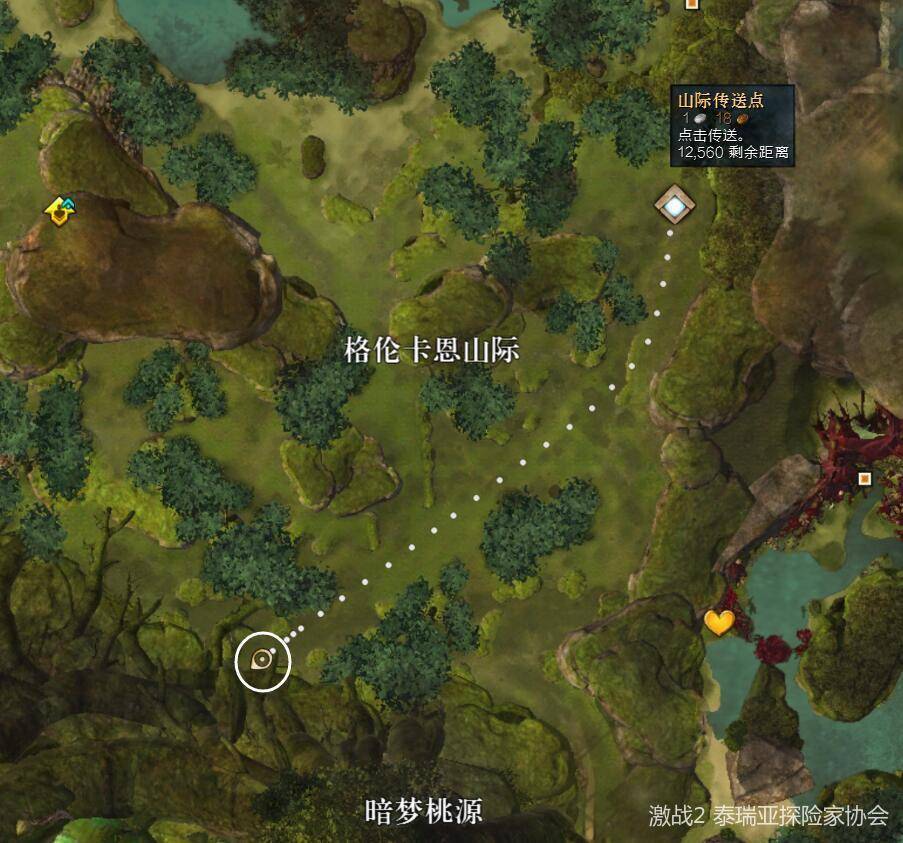 山际传送点
1 18
点击传送。
12,560 剩余距离
格伦卡恩山际
暗梦桃源
激战2 泰瑞亚探险家协会